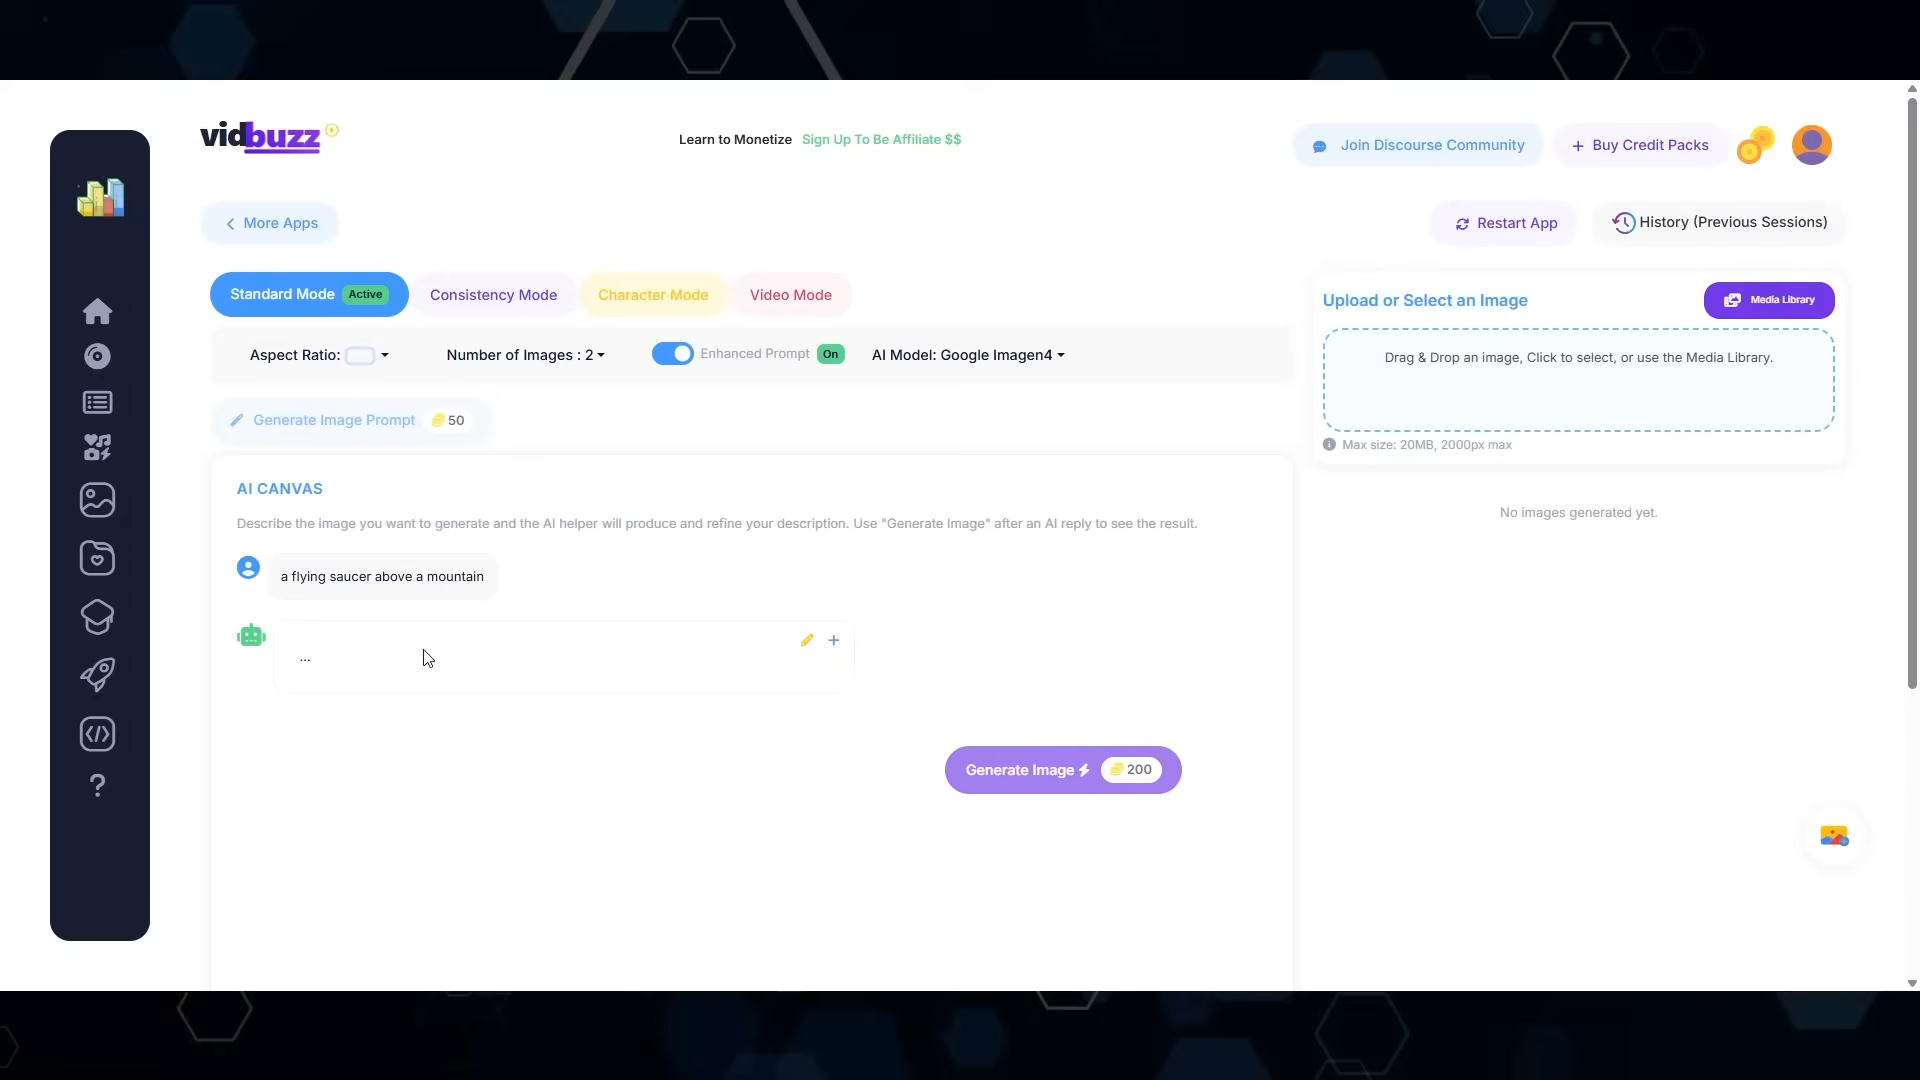 vidbuzz
Learn to Monetize Sign Up To Be Affiliate $$
Join Discourse Community
+ Buy Credit Packs
More Apps
Restart App
History (Previous Sessions)
Standard Mode Active
Consistency Mode
Character Mode
Video Mode
Upload or Select an Image
Media Library
Aspect Ratio:
Number of Images : 2
Enhanced Prompt On
AI Model: Google Imagen4
Drag & Drop an image, Click to select, or use the Media Library.
Generate Image Prompt 50
Max size: 20MB, 2000px max
AI CANVAS
Describe the image you want to generate and the AI helper will produce and refine your description. Use "Generate Image" after an AI reply to see the result.
No images generated yet.
a flying saucer above a mountain
...
Generate Image 200